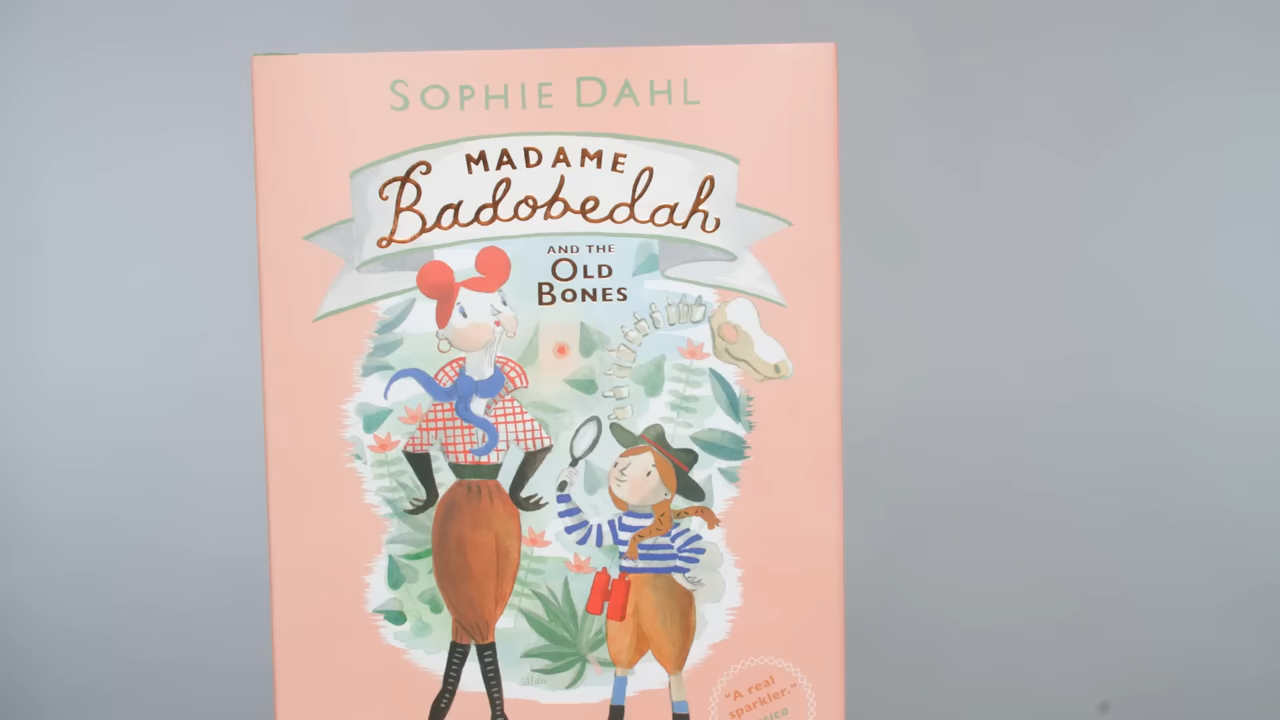 SOPHIE DAHL
MADAME
Badobedah
AND THE
OLD
BONES
"A real
sparkler."